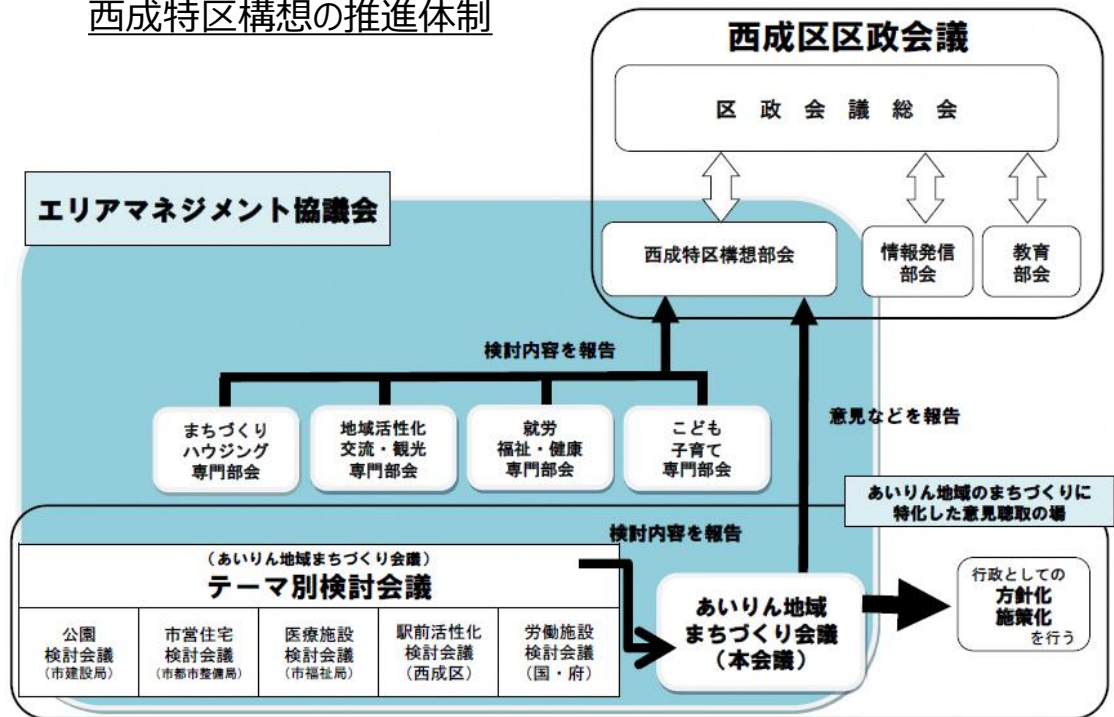 西成特区構想の推進体制
西成区区政会議
区政会議総会
エリアマネジメント協議会
西成特区構想部会
情報発信
部会
教育
部会
検討内容を報告
まちづくり
ハウジング
専門部会
地域活性化
交流・観光
専門部会
就労
福祉・健康
専門部会
こども
子育て
専門部会
意見などを報告
あいりん地域のまちづくりに
特化した意見聴取の場
検討内容を報告
(あいりん地域まちづくり会議)
テーマ別検討会議
公園
検討会議
(市建設局)
市営住宅
検討会議
(市都市整備局)
医療施設
検討会議
(市福祉局)
駅前活性化
検討会議
(西成区)
労働施設
検討会議
(国・府)
あいりん地域
まちづくり会議
(本会議)
行政としての
方針化
施策化
を行う